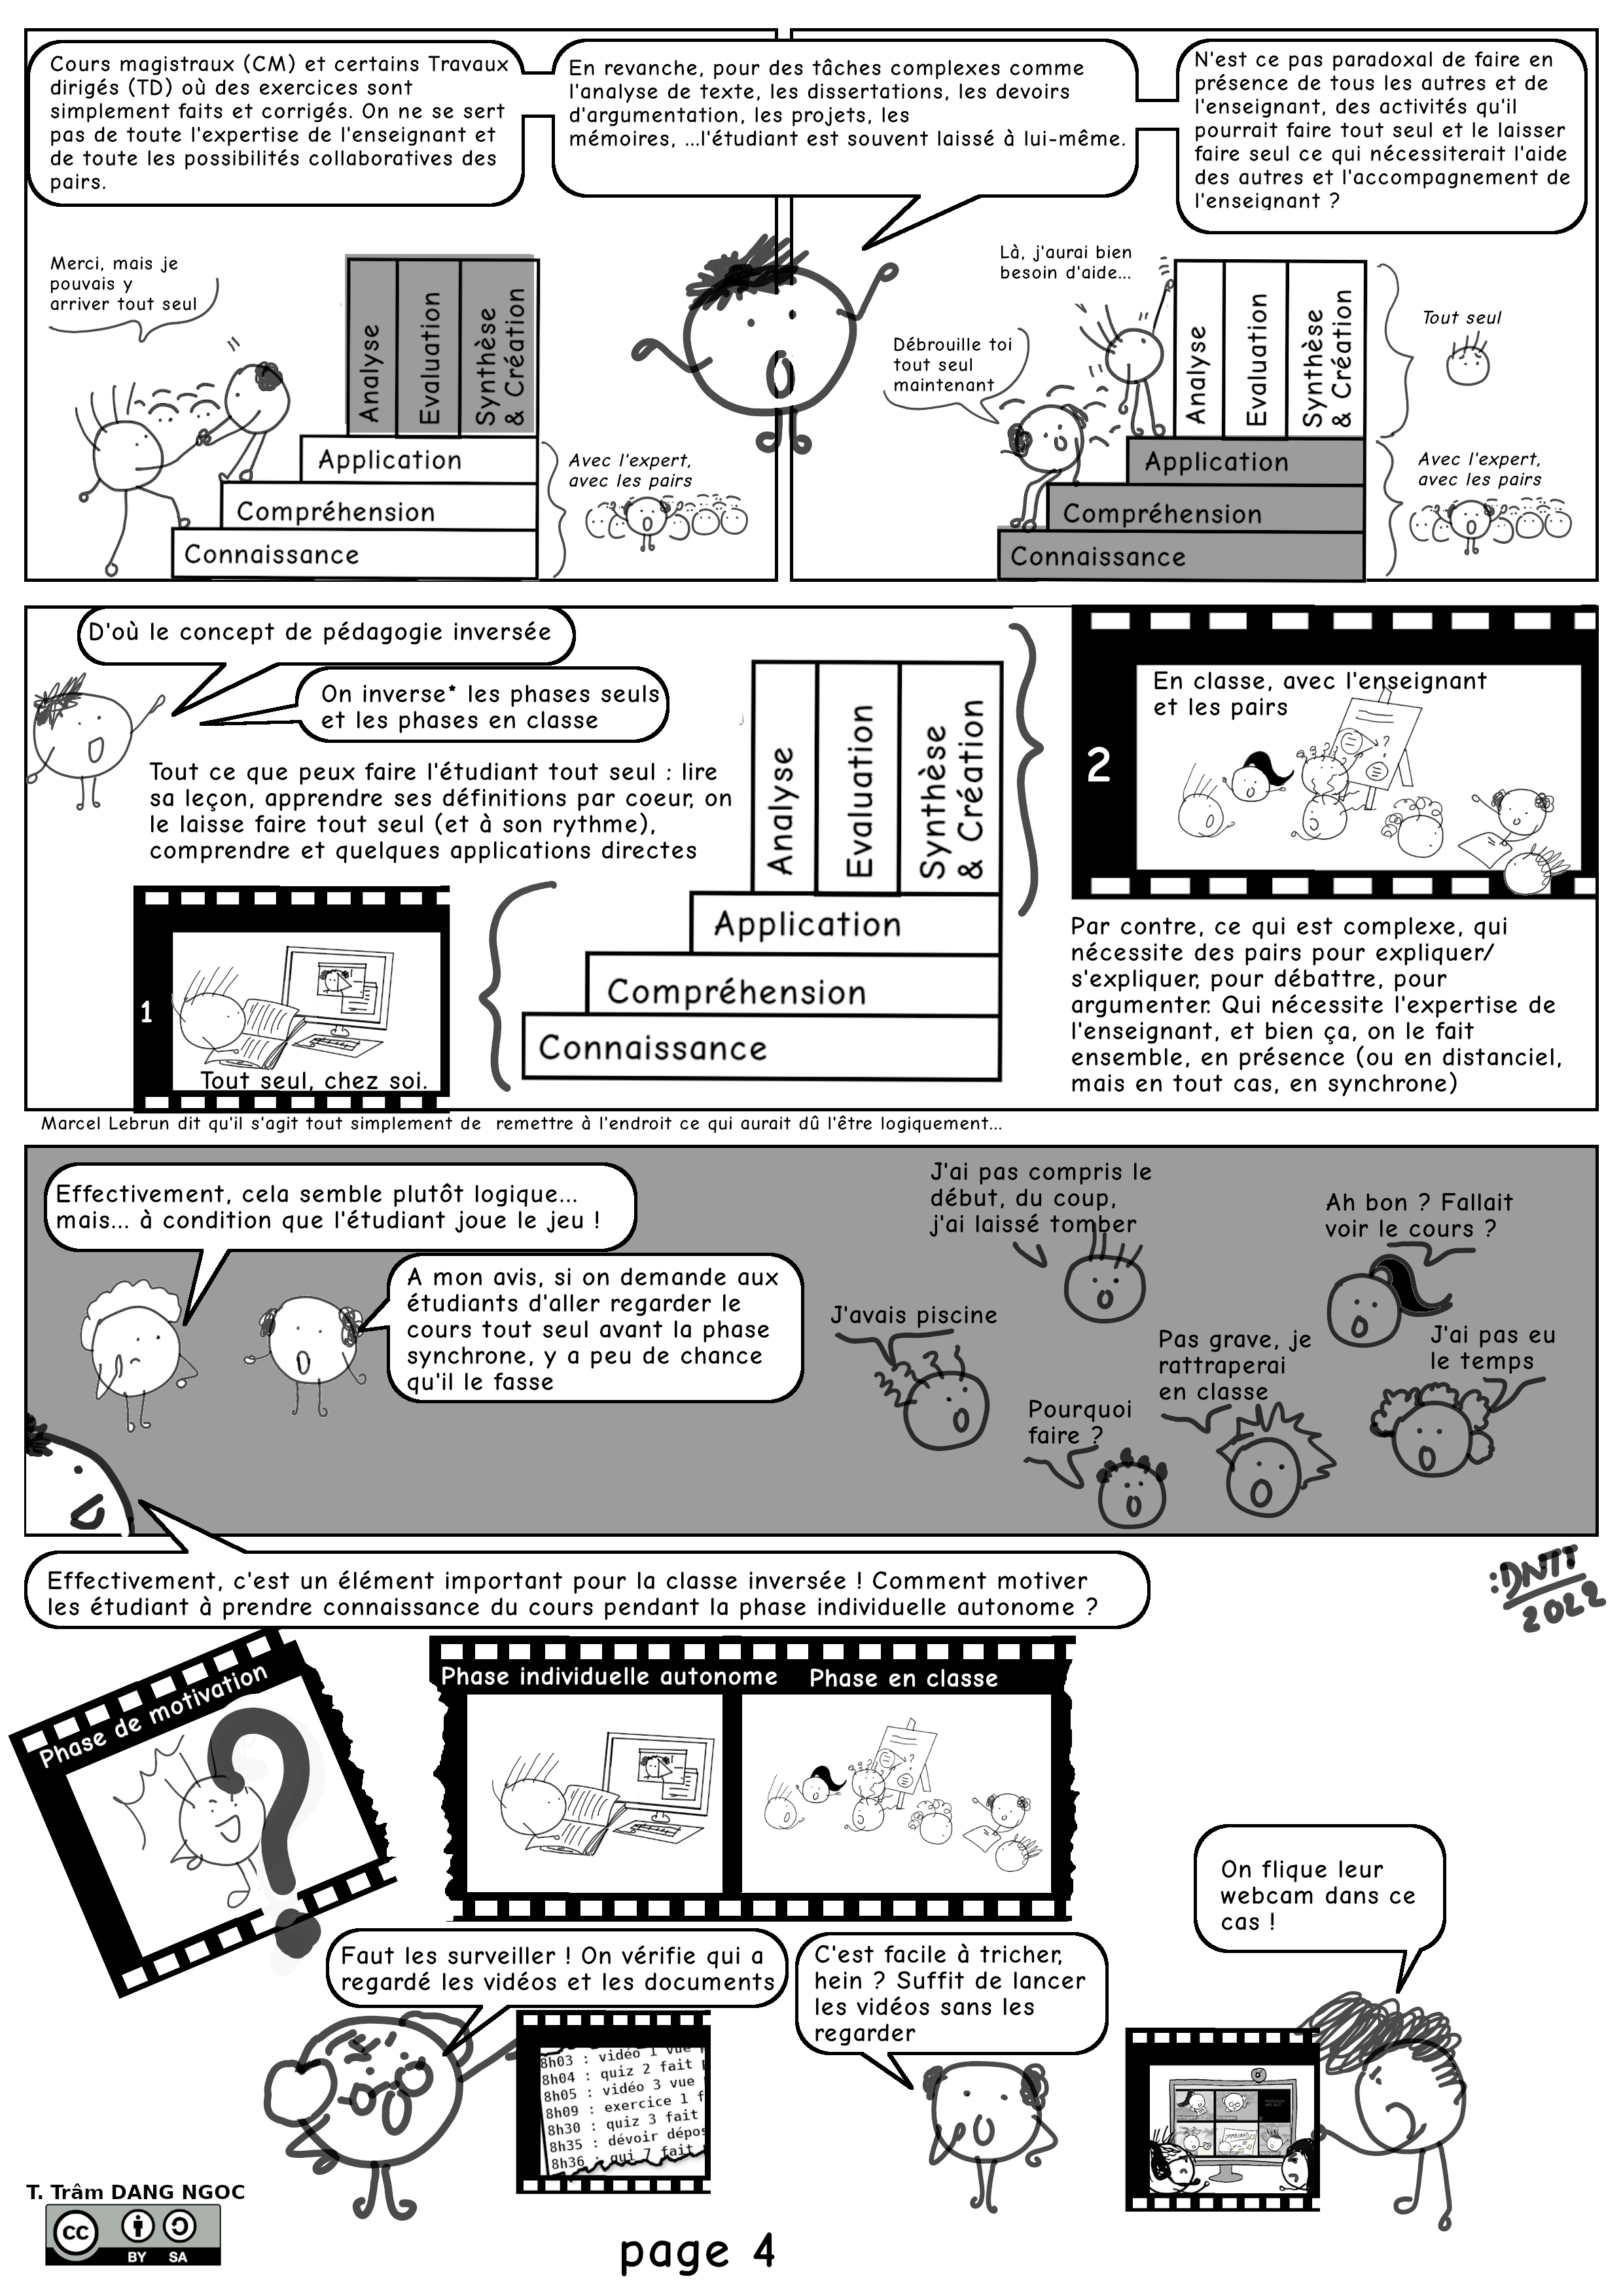 Cours magistraux (CM) et certains Travaux
dirigés (TD) où des exercices sont
simplement faits et corrigés. On ne se sert
pas de toute l'expertise de l'enseignant et
de toute les possibilités collaboratives des
pairs.
En revanche, pour des tâches complexes comme
l'analyse de texte, les dissertations, les devoirs
d'argumentation, les projets, les
mémoires, ...l'étudiant est souvent laissé à lui-même.
N'est ce pas paradoxal de faire en
présence de tous les autres et de
l'enseignant, des activités qu'il
pourrait faire tout seul et le laisser
faire seul ce qui nécessiterait l'aide
des autres et l'accompagnement de
l'enseignant ?
Merci, mais je
pouvais y
arriver tout seul
Analyse
Evaluation
Synthèse
& Création
Application
Compréhension
Connaissance
Avec l'expert,
avec les pairs
Là, j'aurai bien
besoin d'aide...
Débrouille toi
tout seul
maintenant
Analyse
Evaluation
Synthèse
& Création
Application
Compréhension
Connaissance
Tout seul
Avec l'expert,
avec les pairs
D'où le concept de pédagogie inversée
On inverse* les phases seuls
et les phases en classe
Tout ce que peux faire l'étudiant tout seul : lire
sa leçon, apprendre ses définitions par coeur, on
le laisse faire tout seul (et à son rythme),
comprendre et quelques applications directes
1
Tout seul, chez soi.
Analyse
Evaluation
Synthèse
& Création
Application
Compréhension
Connaissance
2
En classe, avec l'enseignant
et les pairs
Par contre, ce qui est complexe, qui
nécessite des pairs pour expliquer/
s'expliquer, pour débattre, pour
argumenter. Qui nécessite l'expertise de
l'enseignant, et bien ça, on le fait
ensemble, en présence (ou en distanciel,
mais en tout cas, en synchrone)
Marcel Lebrun dit qu'il s'agit tout simplement de remettre à l'endroit ce qui aurait dû l'être logiquement...
Effectivement, cela semble plutôt logique...
mais... à condition que l'étudiant joue le jeu !
A mon avis, si on demande aux
étudiants d'aller regarder le
cours tout seul avant la phase
synchrone, y a peu de chance
qu'il le fasse
J'ai pas compris le
début, du coup,
j'ai laissé tomber
Ah bon ? Fallait
voir le cours ?
J'avais piscine
Pas grave, je
rattraperai
en classe
J'ai pas eu
le temps
Pourquoi
faire ?
Effectivement, c'est un élément important pour la classe inversée ! Comment motiver
les étudiant à prendre connaissance du cours pendant la phase individuelle autonome ?
:DNTT
2022
Phase de motivation
?
Phase individuelle autonome
Phase en classe
On flique leur
webcam dans ce
cas !
Faut les surveiller ! On vérifie qui a
regardé les vidéos et les documents
C'est facile à tricher,
hein ? Suffit de lancer
les vidéos sans les
regarder
8h03 : vidéo 1 vue
8h04 : quiz 2 fait
8h05 : vidéo 3 vue
8h09 : exercice 1 f
8h30 : quiz 3 fait
8h35 : dévoir dépos
8h36 : qui 7 fait
T. Trâm DANG NGOC
cc
BY SA
page 4